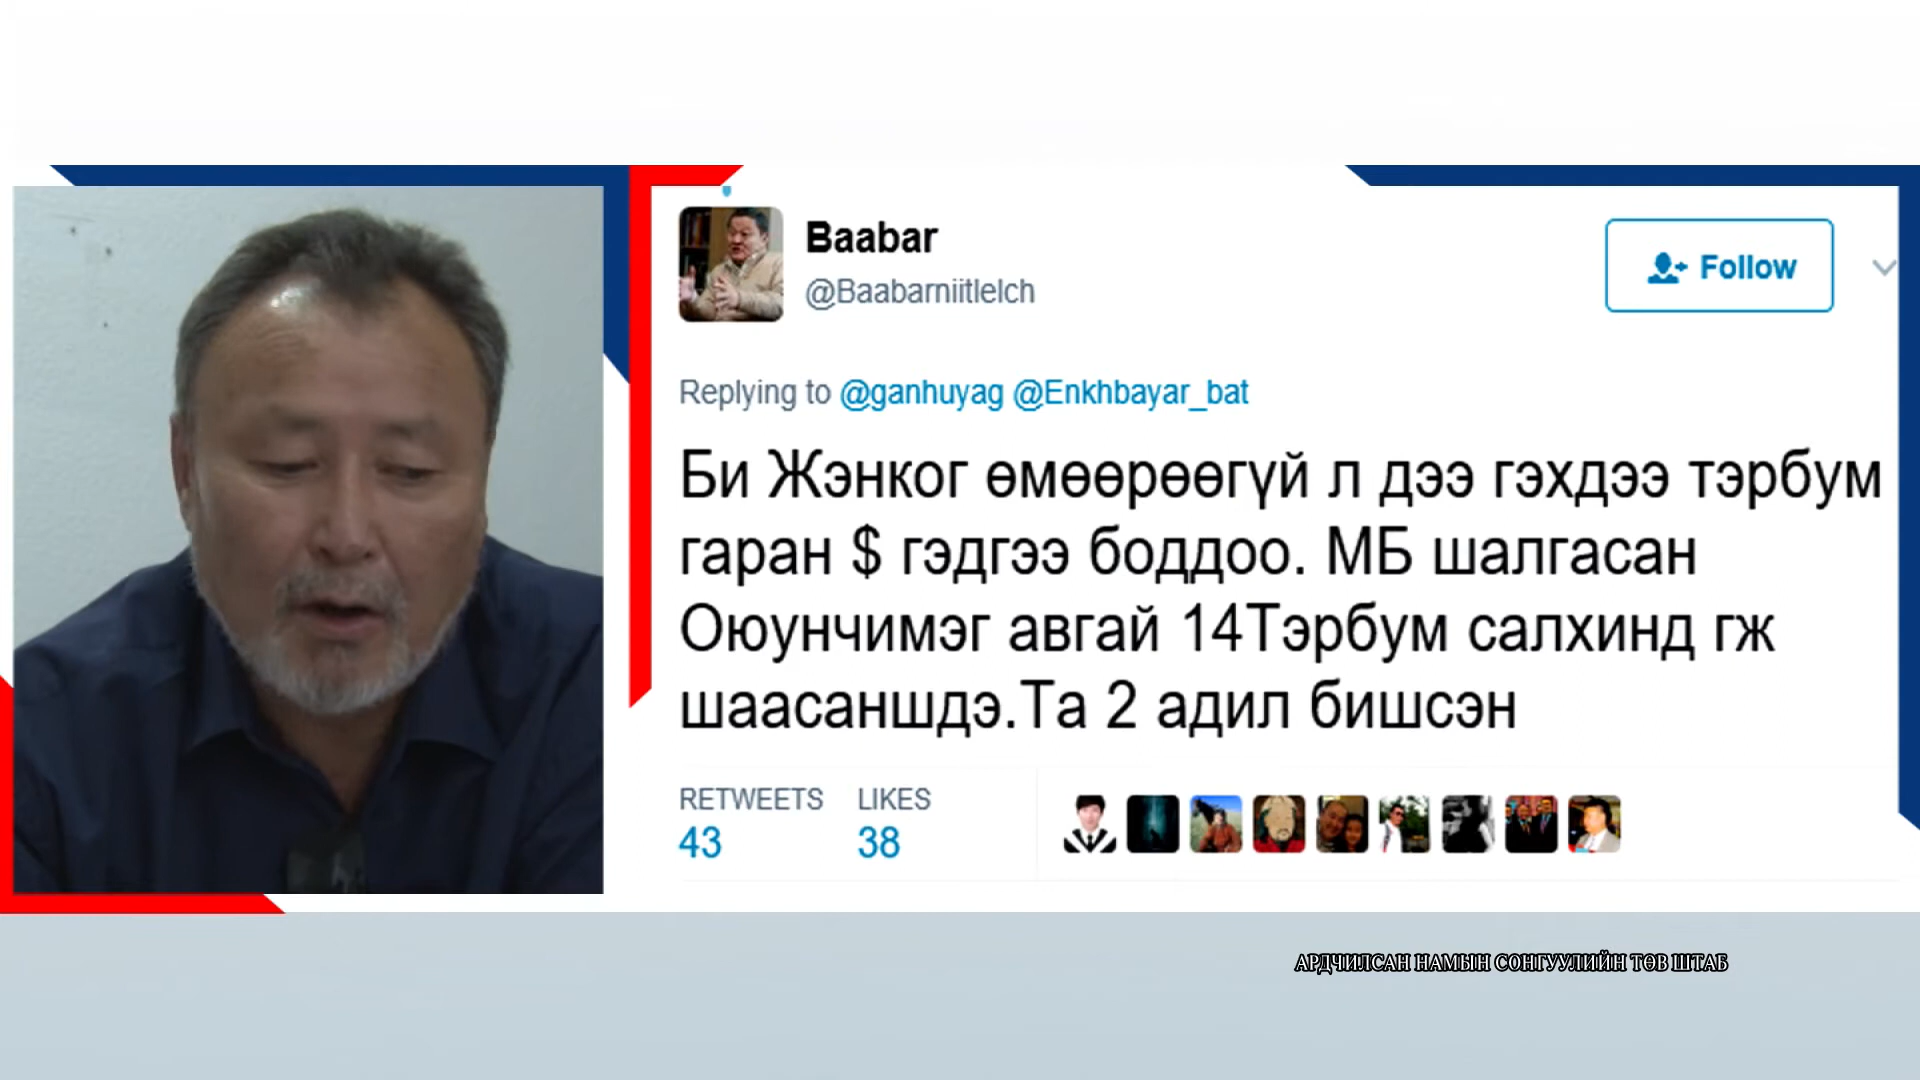 Baabar
@Baabarniitlelch
Follow
Replying to @ganhuyag @Enkhbayar_bat
Би Жэнког өмөөрөөгүй л дээ гэхдээ тэрбум
гаран $ гэдгээ боддоо. МБ шалгасан
Оюунчимэг авгай 14Тэрбум салхинд гж
шаасаншдэ.Та 2 адил бишсэн
RETWEETS LIKES
43 38
АРДЧИЛСАН НАМЫН СОНГУУЛИЙН ТӨВ ШТАБ